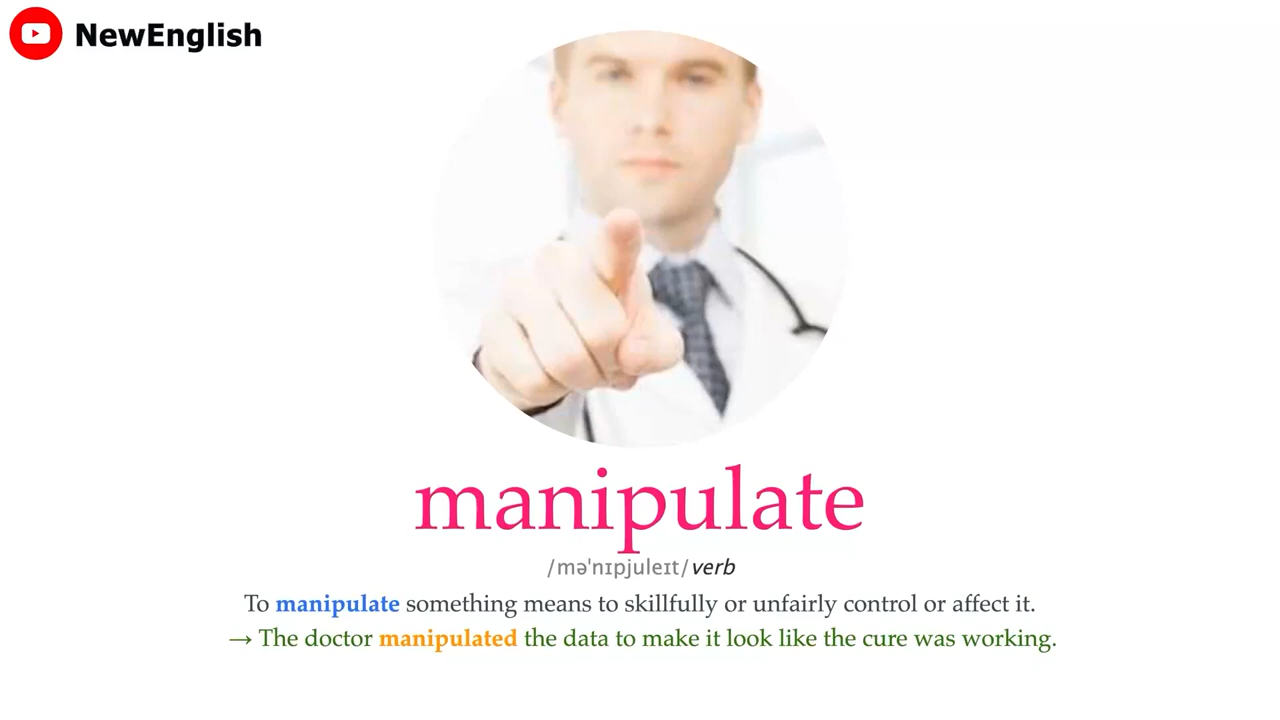 NewEnglish
manipulate
/məˈnɪpjuleɪt/verb
To manipulate something means to skillfully or unfairly control or affect it.
→ The doctor manipulated the data to make it look like the cure was working.